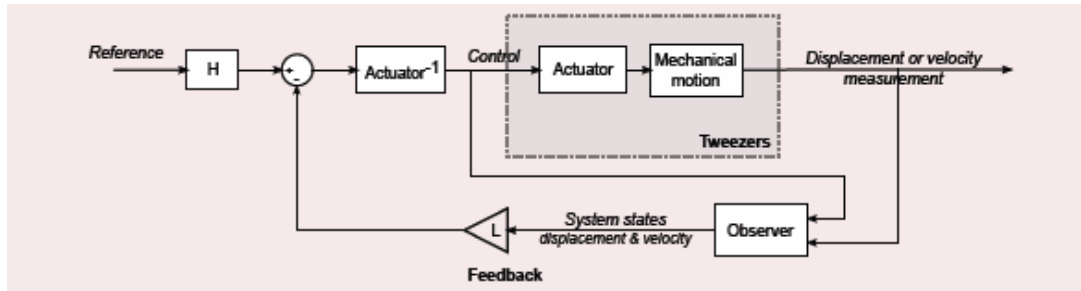 Reference
H
+
-
Actuator-1
Control
Actuator
Mechanical
motion
Displacement or velocity
measurement
Tweezers
L
System states
displacement & velocity
Observer
Feedback